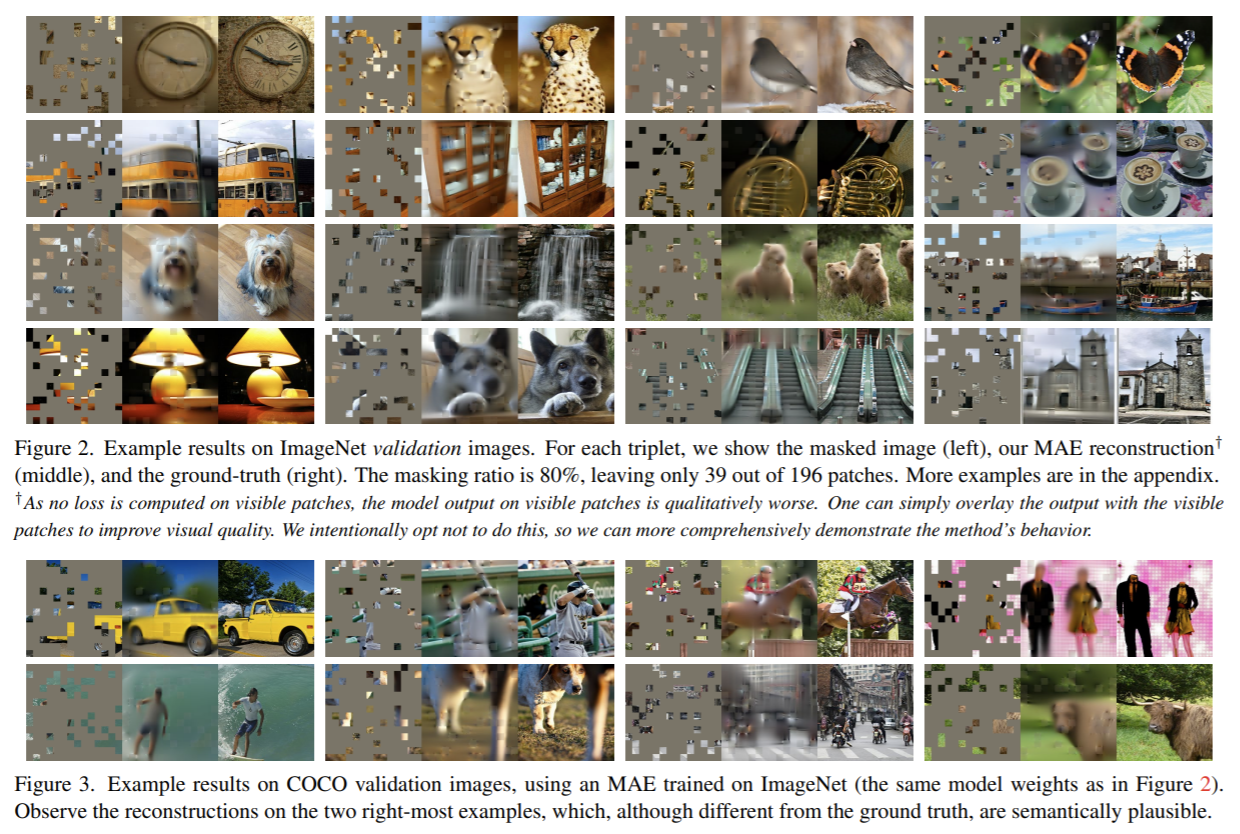 Figure 2. Example results on ImageNet validation images. For each triplet, we show the masked image (left), our MAE reconstruction†
(middle), and the ground-truth (right). The masking ratio is 80%, leaving only 39 out of 196 patches. More examples are in the appendix.
†As no loss is computed on visible patches, the model output on visible patches is qualitatively worse. One can simply overlay the output with the visible
patches to improve visual quality. We intentionally opt not to do this, so we can more comprehensively demonstrate the method's behavior.
Figure 3. Example results on COCO validation images, using an MAE trained on ImageNet (the same model weights as in Figure 2).
Observe the reconstructions on the two right-most examples, which, although different from the ground truth, are semantically plausible.